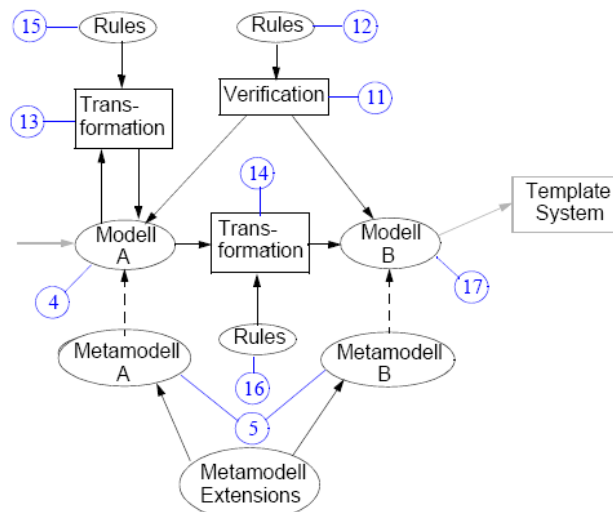 15
Rules
Rules
12
Trans-
formation
13
Verification
11
14
Template
System
Modell
A
Trans-
formation
Modell
B
4
17
Rules
Metamodell
A
Metamodell
B
16
5
Metamodell
Extensions